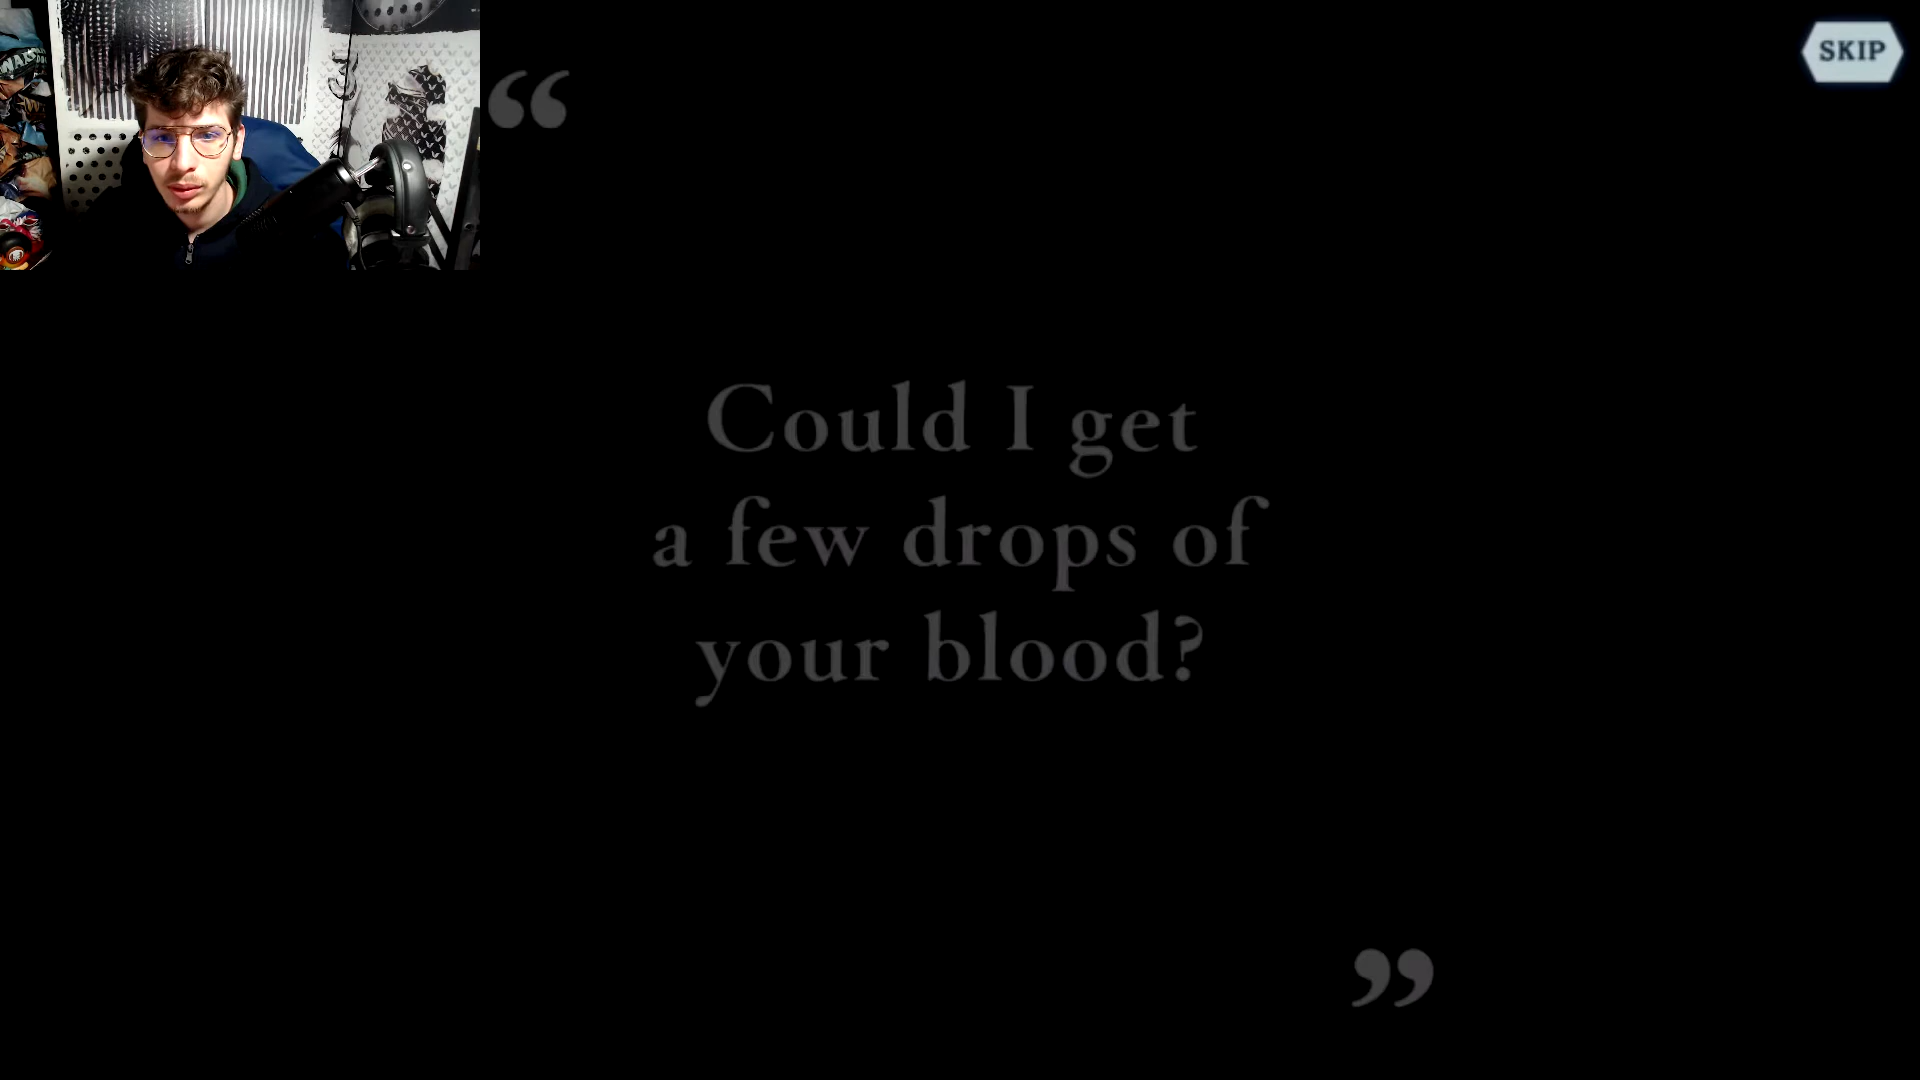 SKIP
“
Could I get
a few drops of
your blood?
”